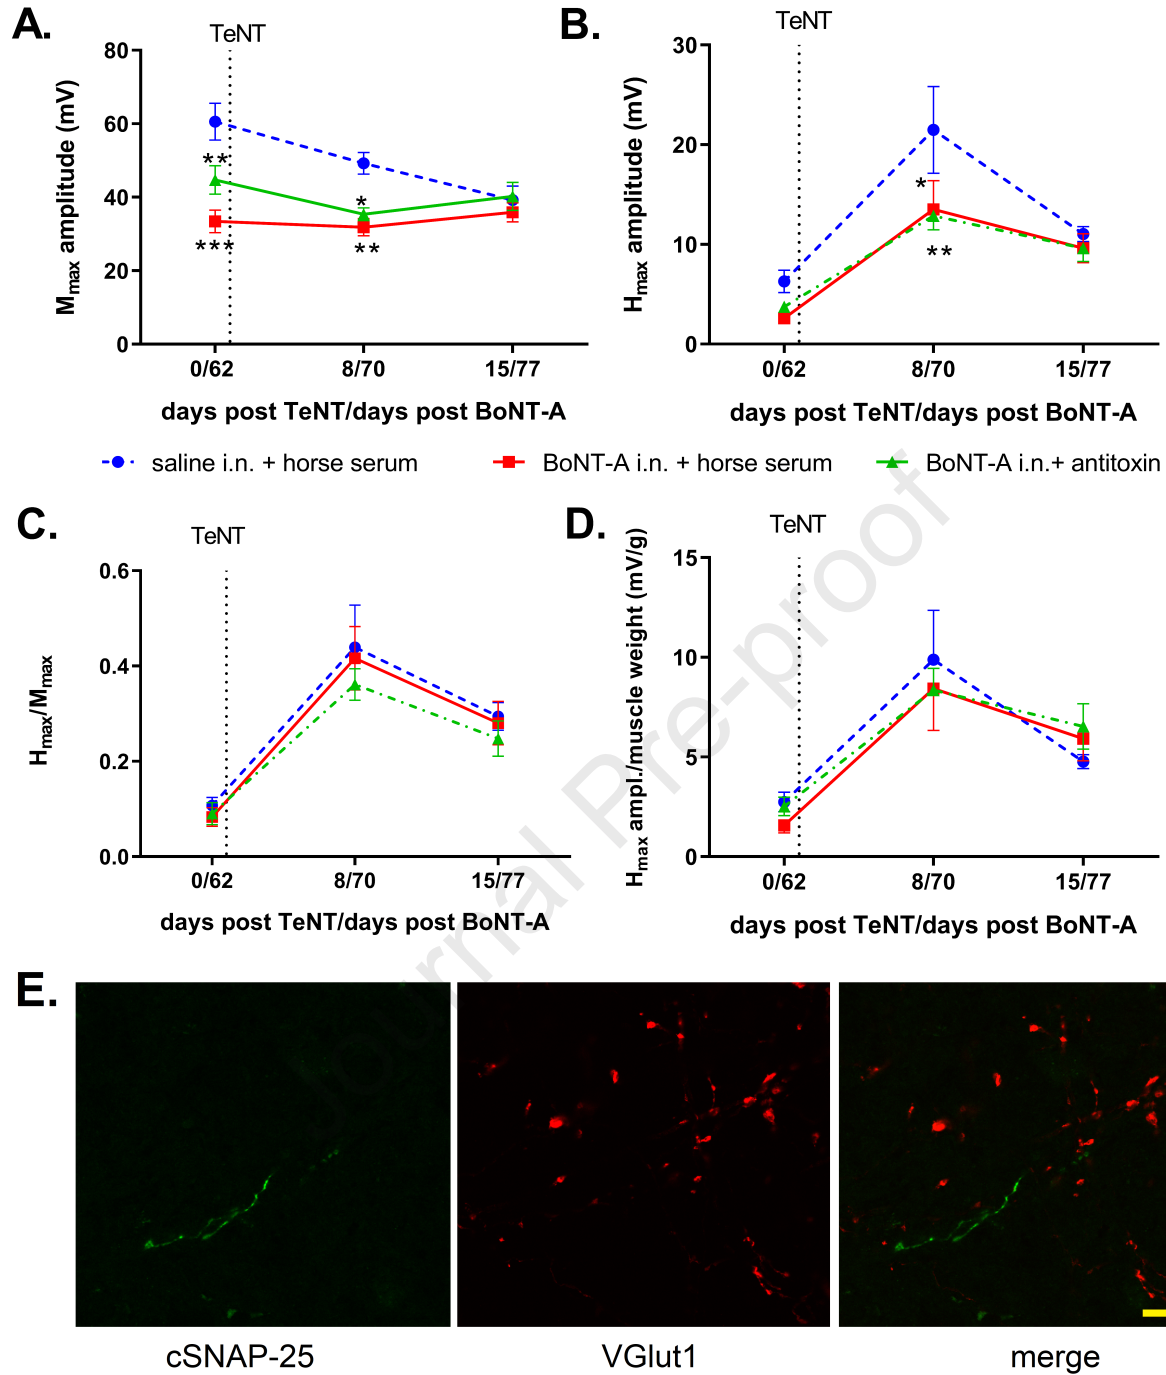 A.
TeNT
Mmax amplitude (mV)
80
60
40
20
0
**
***
*
**
0/62
8/70
15/77
days post TeNT/days post BoNT-A
B.
TeNT
Hmax amplitude (mV)
30
20
10
0
*
**
0/62
8/70
15/77
days post TeNT/days post BoNT-A
saline i.n. + horse serum
BoNT-A i.n. + horse serum
BoNT-A i.n.+ antitoxin
C.
TeNT
Hmax/Mmax
0.6
0.4
0.2
0.0
0/62
8/70
15/77
days post TeNT/days post BoNT-A
D.
TeNT
Hmax ampl./muscle weight (mV/g)
15
10
5
0
0/62
8/70
15/77
days post TeNT/days post BoNT-A
E.
cSNAP-25
VGlut1
merge
Journal Pre-proof